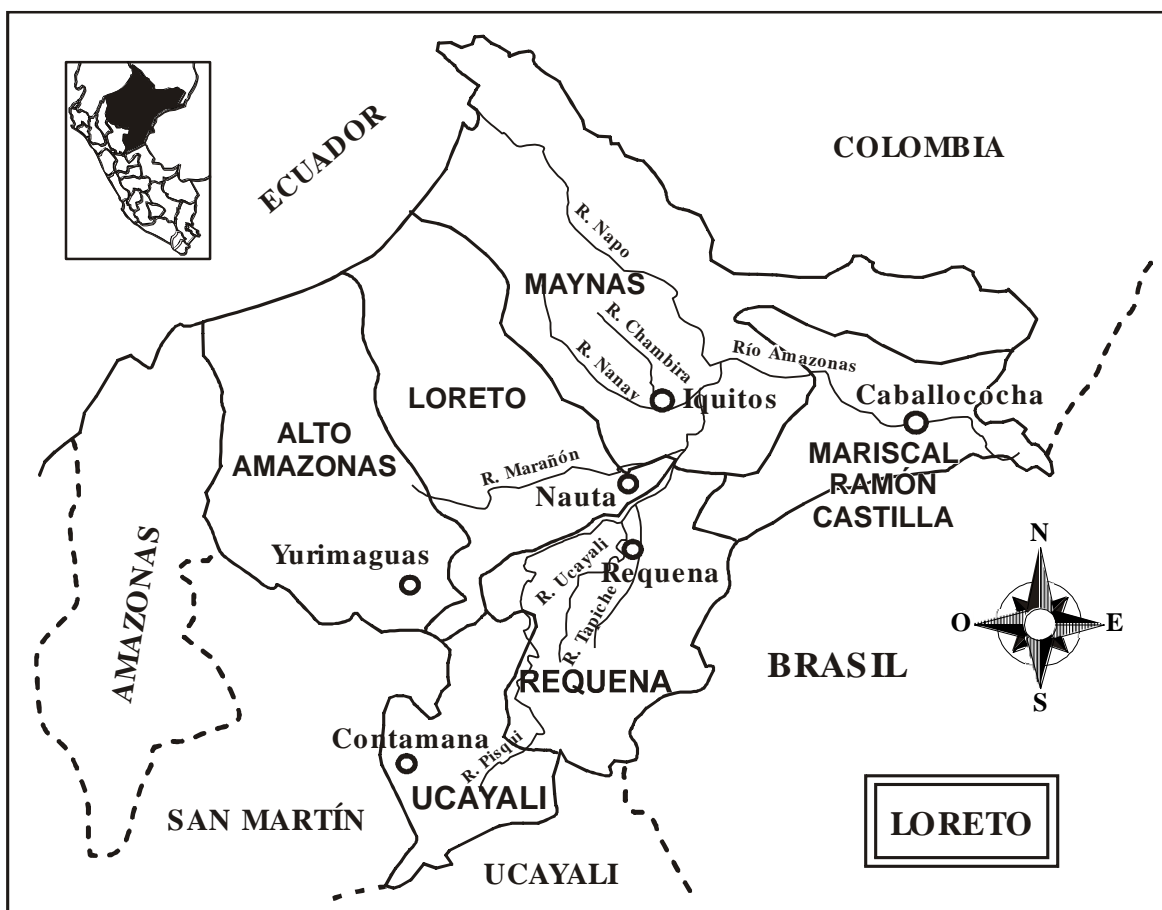 ECUADOR
COLOMBIA
R. Napo
MAYNAS
R. Chambira
R. Nanay
Río Amazonas
Iquitos
Caballococha
LORETO
ALTO
AMAZONAS
MARISCAL
RAMÓN
CASTILLA
R. Marañón
Nauta
Yurimaguas
R. Ucayali
Requena
R. Tapiche
AMAZONAS
REQUENA
BRASIL
N
O
E
S
Contamana
R. Pisqui
UCAYALI
SAN MARTÍN
LORETO
UCAYALI